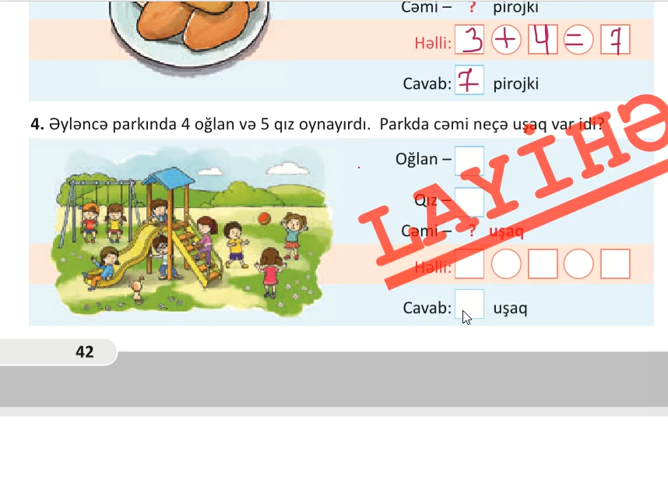 Cəmi – ? pirojki
Həlli: 3 + 4 = 7
Cavab: 7 pirojki
4. Əyləncə parkında 4 oğlan və 5 qız oynayırdı. Parkda cəmi neçə uşaq var idi?
Oğlan –
Qız –
Cəmi – ? uşaq
Həlli:
Cavab: uşaq
LAYİHƏ
42